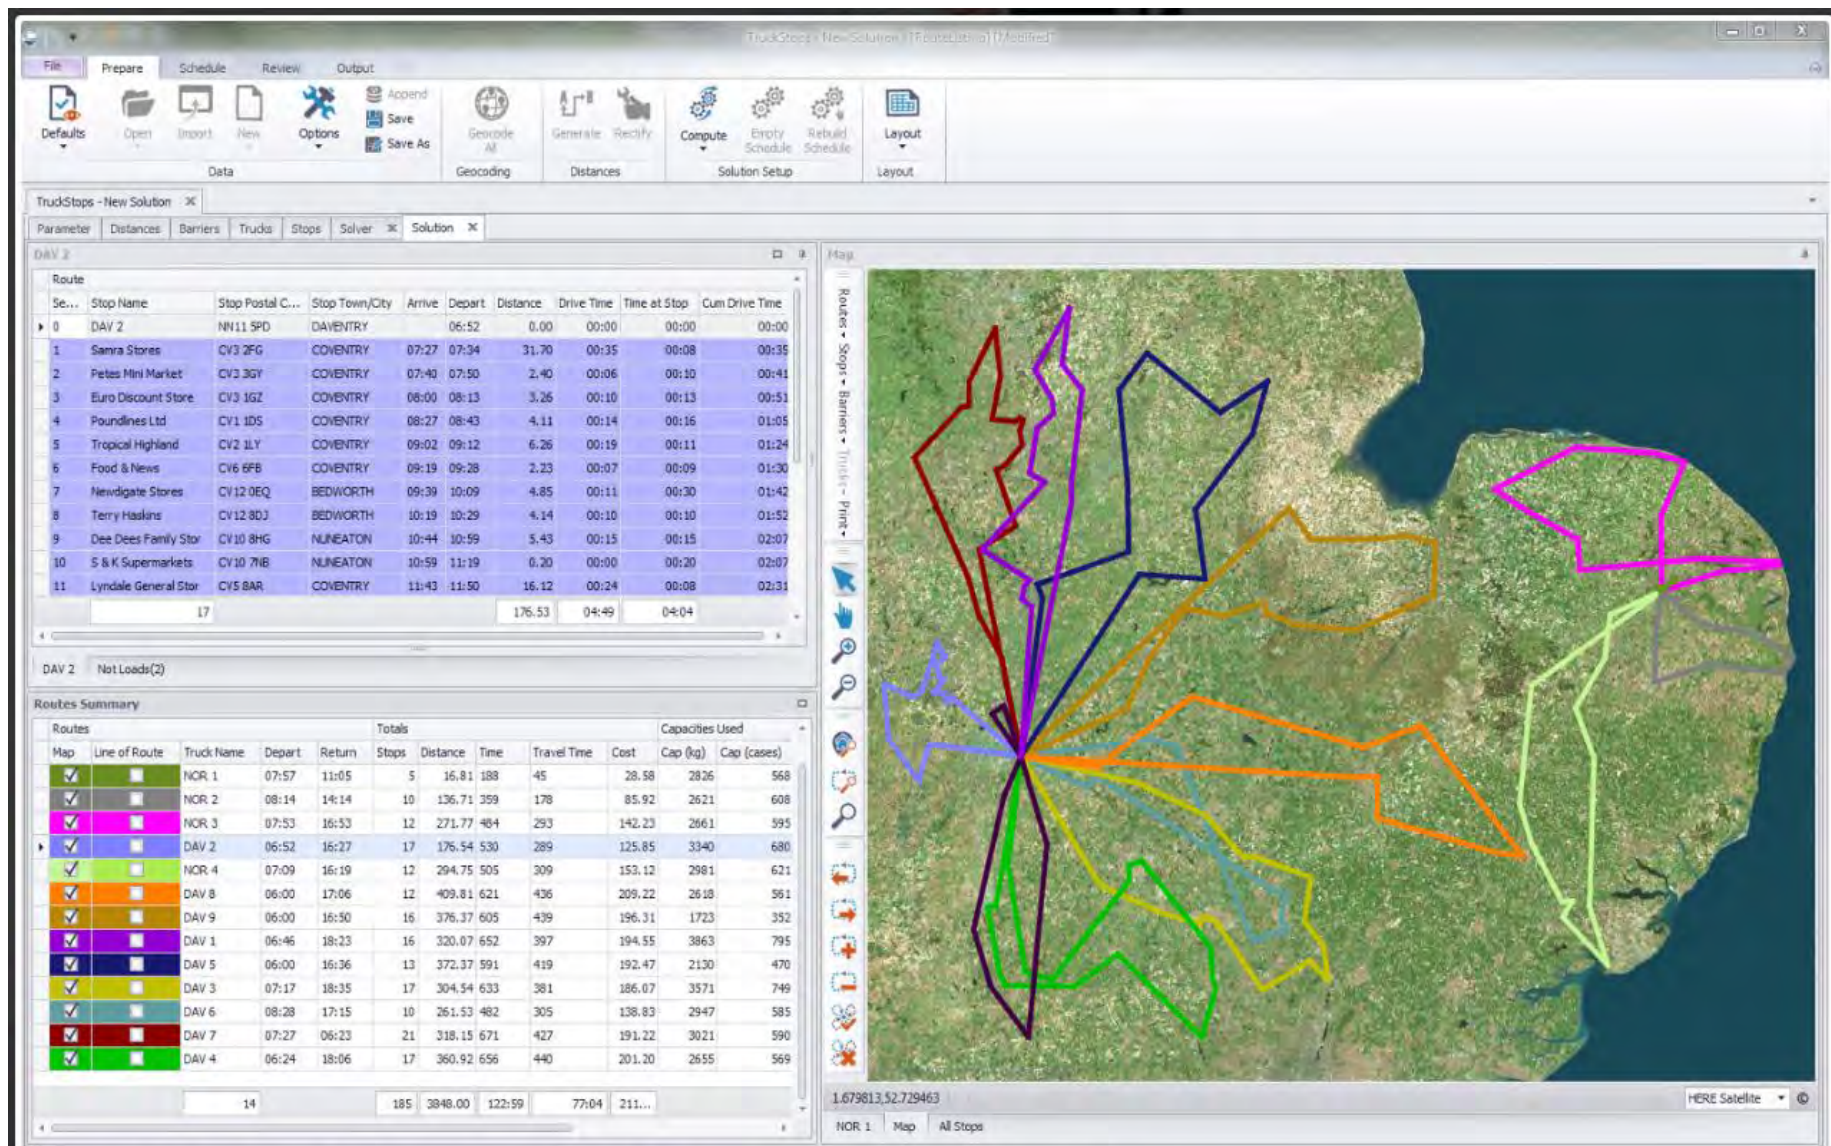 TruckStops - New Solution - [RouteListing] [Modified]
File Prepare Schedule Review Output
Defaults Open Import New Options Append Save Save As Geocode All Generate Rectify Compute Empty Schedule Rebuild Schedule Layout
Data Geocoding Distances Solution Setup Layout
TruckStops - New Solution
Parameter Distances Barriers Trucks Stops Solver Solution
DAV 2
Route
Se... Stop Name Stop Postal C... Stop Town/City Arrive Depart Distance Drive Time Time at Stop Cum Drive Time
0 DAV 2 NN11 5PD DAVENTRY 06:52 0.00 00:00 00:00 00:00
1 Samra Stores CV3 2FG COVENTRY 07:27 07:34 31.70 00:35 00:08 00:35
2 Petes Mini Market CV3 3GY COVENTRY 07:40 07:50 2.40 00:06 00:10 00:41
3 Euro Discount Store CV3 1GZ COVENTRY 08:00 08:13 3.26 00:10 00:13 00:51
4 Poundlines Ltd CV1 1DS COVENTRY 08:27 08:43 4.11 00:14 00:16 01:05
5 Tropical Highland CV2 1LY COVENTRY 09:02 09:12 6.26 00:19 00:11 01:24
6 Food & News CV6 6FB COVENTRY 09:19 09:28 2.23 00:07 00:09 01:30
7 Newdigate Stores CV12 0EQ BEDWORTH 09:39 10:09 4.85 00:11 00:30 01:42
8 Terry Haskins CV12 8DJ BEDWORTH 10:19 10:29 4.14 00:10 00:10 01:52
9 Dee Dees Family Stor CV10 8HG NUNEATON 10:44 10:59 5.43 00:15 00:15 02:07
10 S & K Supermarkets CV10 7NB NUNEATON 10:59 11:19 0.20 00:00 00:20 02:07
11 Lyndale General Stor CV5 8AR COVENTRY 11:43 11:50 16.12 00:24 00:08 02:31
17 176.53 04:49 04:04
DAV 2 Not Loads(2)
Routes Summary
Routes Totals Capacities Used
Map Line of Route Truck Name Depart Return Stops Distance Time Travel Time Cost Cap (kg) Cap (cases)
NOR 1 07:57 11:05 5 16.81 188 45 28.58 2826 568
NOR 2 08:14 14:14 10 136.71 359 178 85.92 2621 608
NOR 3 07:53 16:53 12 271.77 484 293 142.23 2661 595
DAV 2 06:52 16:27 17 176.54 530 289 125.85 3340 680
NOR 4 07:09 16:19 12 294.75 505 309 153.12 2981 621
DAV 8 06:00 17:06 12 409.81 621 436 209.22 2618 561
DAV 9 06:00 16:50 16 376.37 605 439 196.31 1723 352
DAV 1 06:46 18:23 16 320.07 652 397 194.55 3863 795
DAV 5 06:00 16:36 13 372.37 591 419 192.47 2130 470
DAV 3 07:17 18:35 17 304.54 633 381 186.07 3571 749
DAV 6 08:28 17:15 10 261.53 482 305 138.83 2947 585
DAV 7 07:27 06:23 21 318.15 671 427 191.22 3021 590
DAV 4 06:24 18:06 17 360.92 656 440 201.20 2655 569
14 185 3848.00 122:59 77:04 211...
Map
Routes Stops Barriers Trucks Print
1.679813,52.729463
HERE Satellite ©
NOR 1 Map All Stops